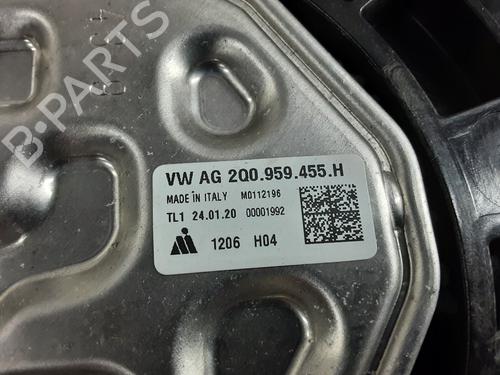 B-PARTS
VW AG 2Q0.959.455.H
MADE IN ITALY M0112196
TL1 24.01.20 00001992
1206 H04